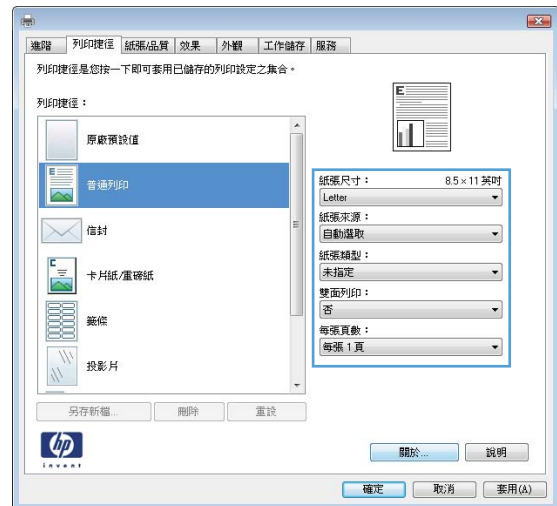 進階 列印捷徑 紙張/品質 效果 外觀 工作儲存 服務
列印捷徑是您按一下即可套用已儲存的列印設定之集合。
列印捷徑：
原廠預設值
普通列印
信封
卡片紙/重磅紙
籤條
投影片
另存新檔... 刪除 重設
E
紙張尺寸： 8.5 × 11 英吋
Letter
紙張來源：
自動選取
紙張類型：
未指定
雙面列印：
否
每張頁數：
每張 1 頁
hp
invent
關於... 說明
確定 取消 套用(A)